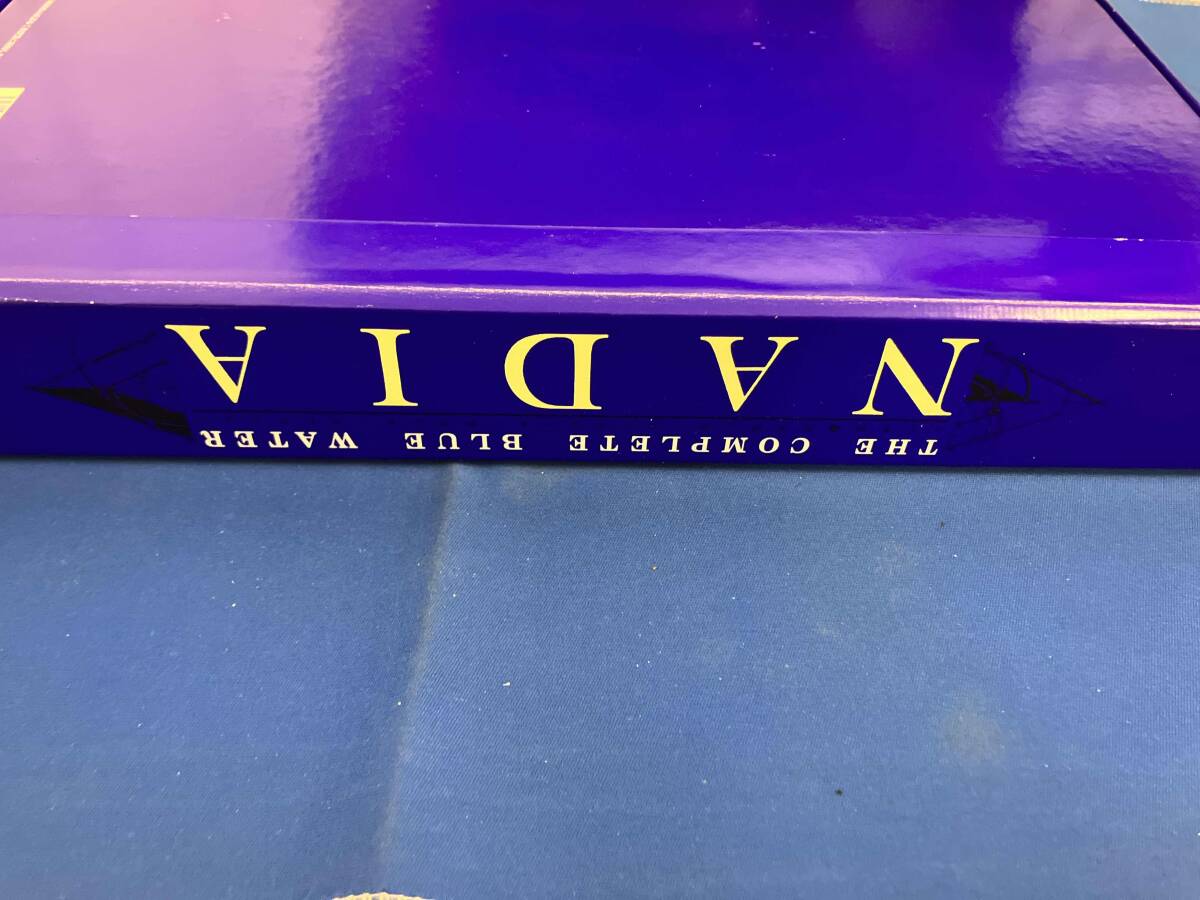 THE COMPLETE BLUE WATER
NADIA